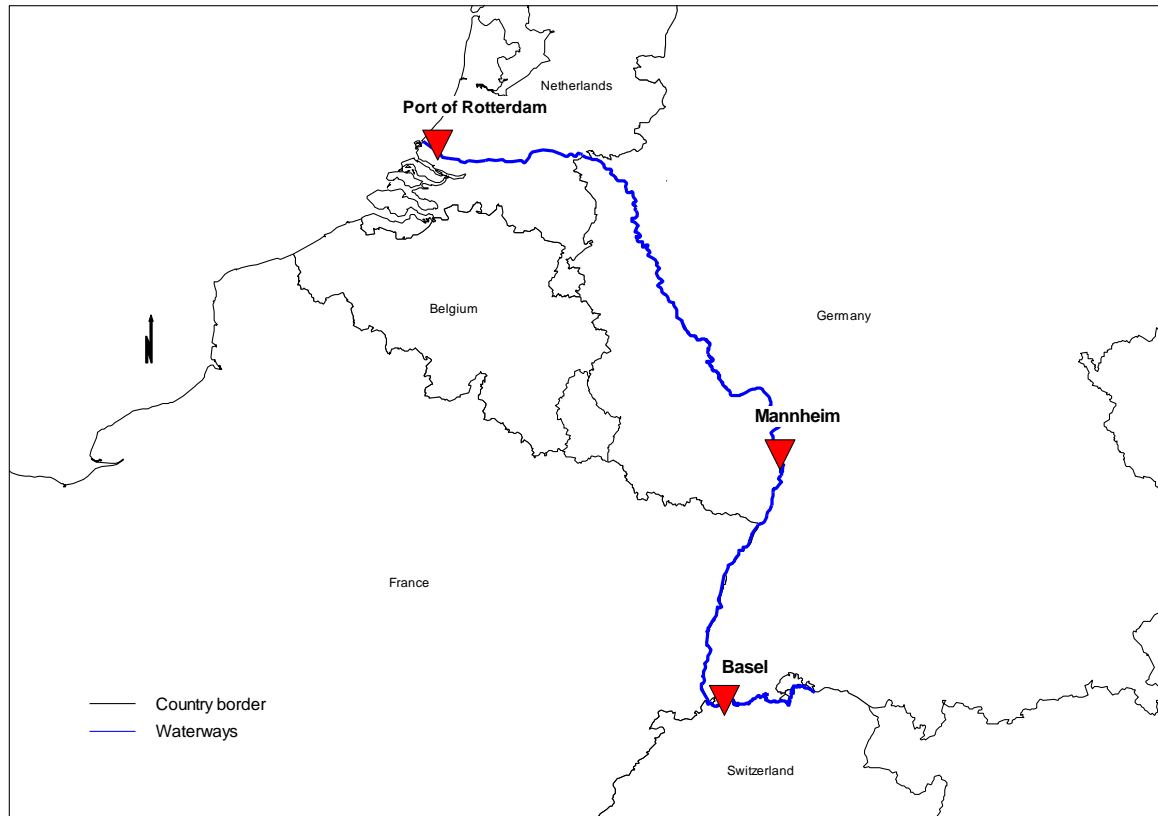 Netherlands
Port of Rotterdam
Belgium
Germany
N
Mannheim
France
Basel
Country border
Waterways
Switzerland